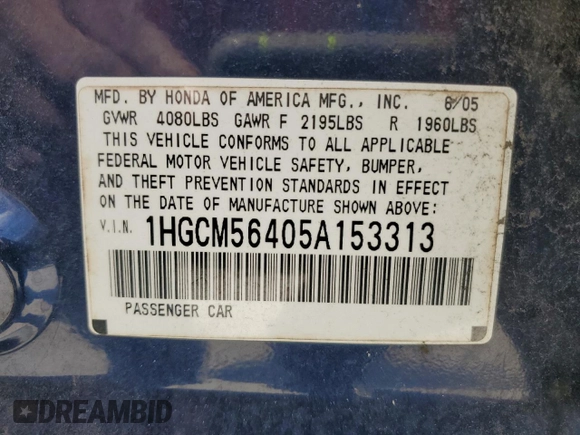 MFD. BY HONDA OF AMERICA MFG., INC. 8/05
GVWR 4080LBS GAWR F 2195LBS R 1960LBS
THIS VEHICLE CONFORMS TO ALL APPLICABLE
FEDERAL MOTOR VEHICLE SAFETY, BUMPER,
AND THEFT PREVENTION STANDARDS IN EFFECT
ON THE DATE OF MANUFACTURE SHOWN ABOVE:
V.I.N. 1HGCM56405A153313
PASSENGER CAR
DREAMBID